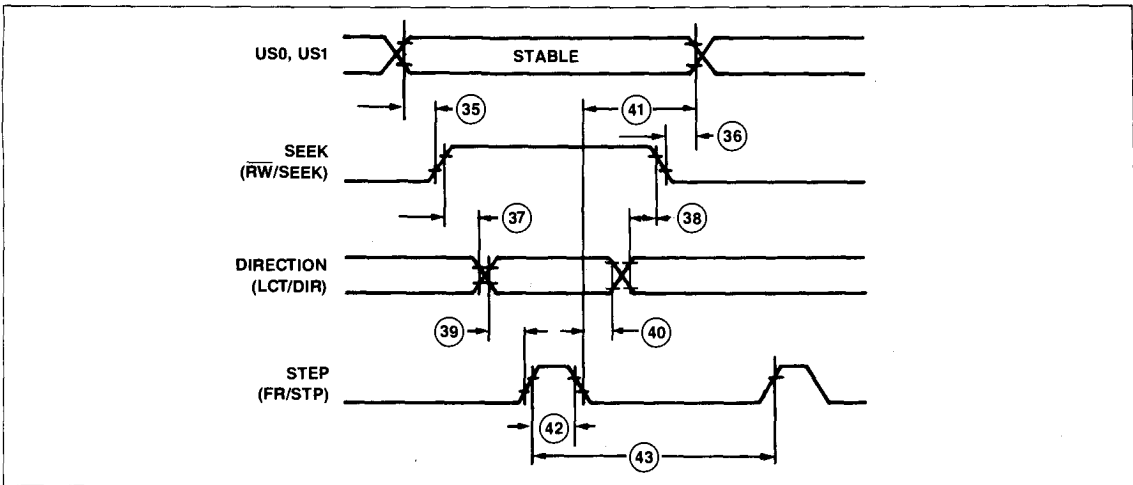 US0, US1
STABLE
35
41
36
SEEK
(R̅W̅/SEEK)
37
38
DIRECTION
(LCT/DIR)
39
40
STEP
(FR/STP)
42
43